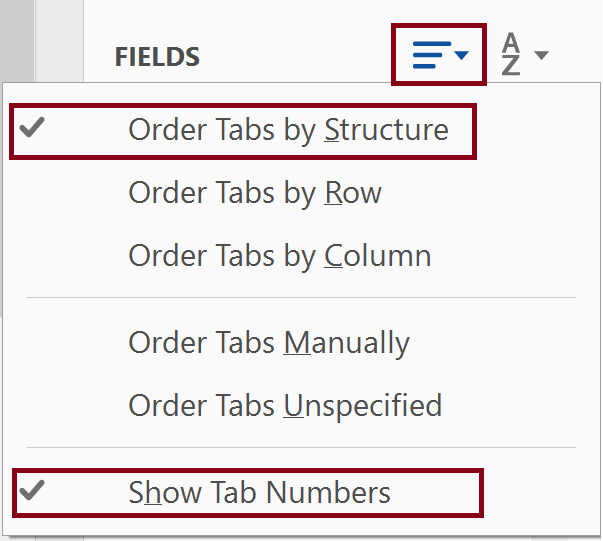 FIELDS
A
Z
Order Tabs by Structure
Order Tabs by Row
Order Tabs by Column
Order Tabs Manually
Order Tabs Unspecified
Show Tab Numbers